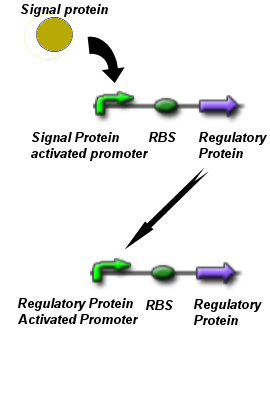 Signal protein
Signal Protein RBS Regulatory
activated promoter Protein
Regulatory Protein RBS Regulatory
Activated Promoter Protein